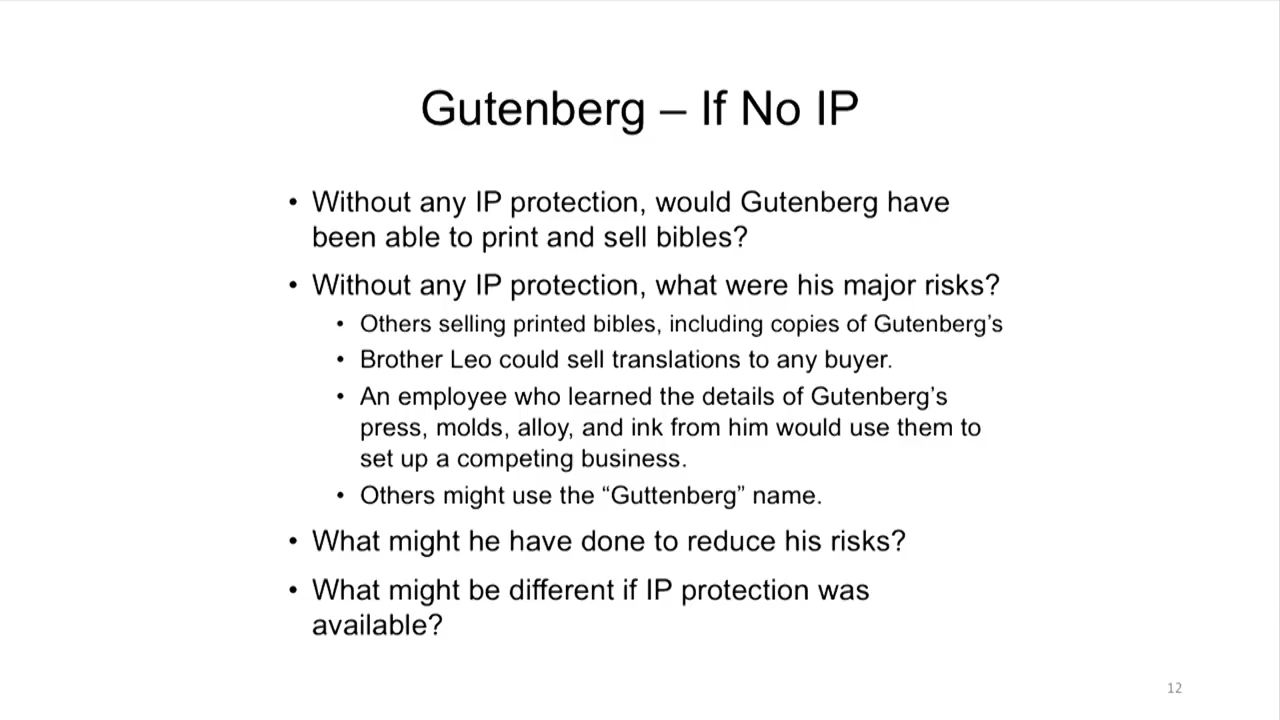 Gutenberg – If No IP
• Without any IP protection, would Gutenberg have
been able to print and sell bibles?
• Without any IP protection, what were his major risks?
• Others selling printed bibles, including copies of Gutenberg’s
• Brother Leo could sell translations to any buyer.
• An employee who learned the details of Gutenberg’s
press, molds, alloy, and ink from him would use them to
set up a competing business.
• Others might use the “Guttenberg” name.
• What might he have done to reduce his risks?
• What might be different if IP protection was
available?
12